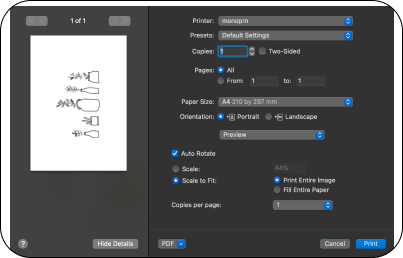 1 of 1
Printer: monoprn
Presets: Default Settings
Copies: 1 Two-Sided
Pages: All
From: 1 to: 1
Paper Size: A4 210 by 297 mm
Orientation: Portrait Landscape
Preview
Auto Rotate
Scale: 44%
Scale to Fit: Print Entire Image
Fill Entire Paper
Copies per page: 1
? Hide Details PDF Cancel Print